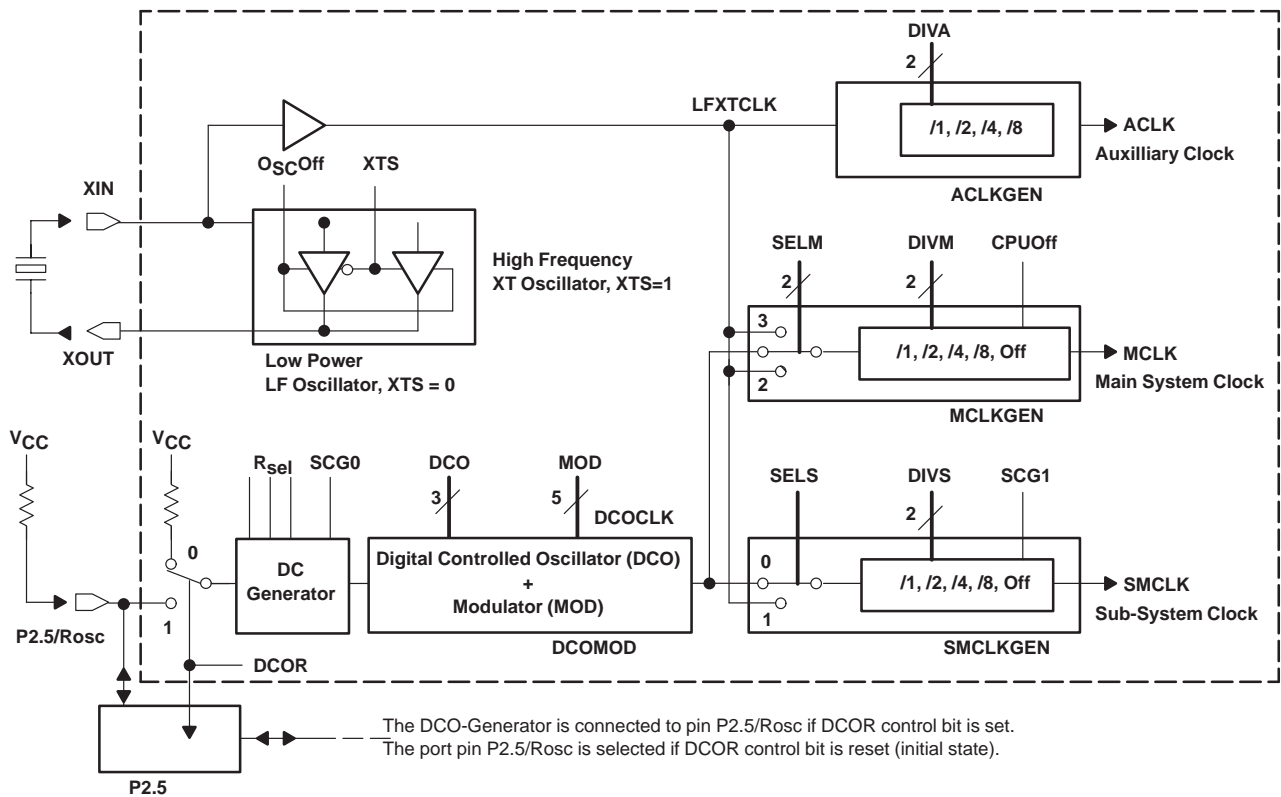 DIVA
2
LFXTCLK
/1, /2, /4, /8
ACLK
Auxilliary Clock
ACLKGEN
OSCOff
XTS
XIN
High Frequency
XT Oscillator, XTS=1
SELM
DIVM
CPUOff
2
2
3
/1, /2, /4, /8, Off
MCLK
Main System Clock
2
MCLKGEN
XOUT
Low Power
LF Oscillator, XTS = 0
VCC
VCC
Rsel
SCG0
DCO
MOD
3
5
DCOCLK
SELS
DIVS
SCG1
2
0
DC
Generator
Digital Controlled Oscillator (DCO)
+
Modulator (MOD)
0
/1, /2, /4, /8, Off
SMCLK
Sub-System Clock
1
P2.5/Rosc
1
DCOMOD
SMCLKGEN
DCOR
The DCO-Generator is connected to pin P2.5/Rosc if DCOR control bit is set.
The port pin P2.5/Rosc is selected if DCOR control bit is reset (initial state).
P2.5